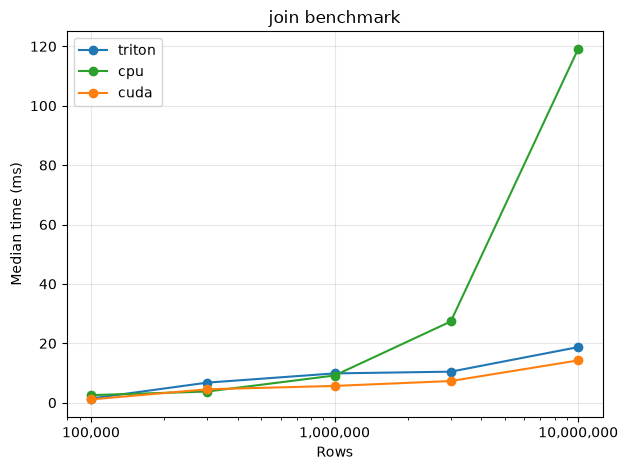 join benchmark
triton
cpu
cuda
Median time (ms)
120
100
80
60
40
20
0
100,000
1,000,000
10,000,000
Rows